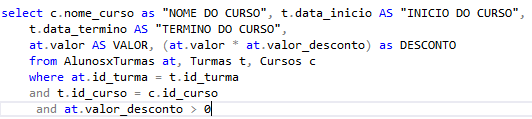 select c.nome_curso as "NOME DO CURSO", t.data_inicio AS "INICIO DO CURSO",
t.data_termino AS "TERMINO DO CURSO",
at.valor AS VALOR, (at.valor * at.valor_desconto) as DESCONTO
from AlunosxTurmas at, Turmas t, Cursos c
where at.id_turma = t.id_turma
and t.id_curso = c.id_curso
and at.valor_desconto > 0